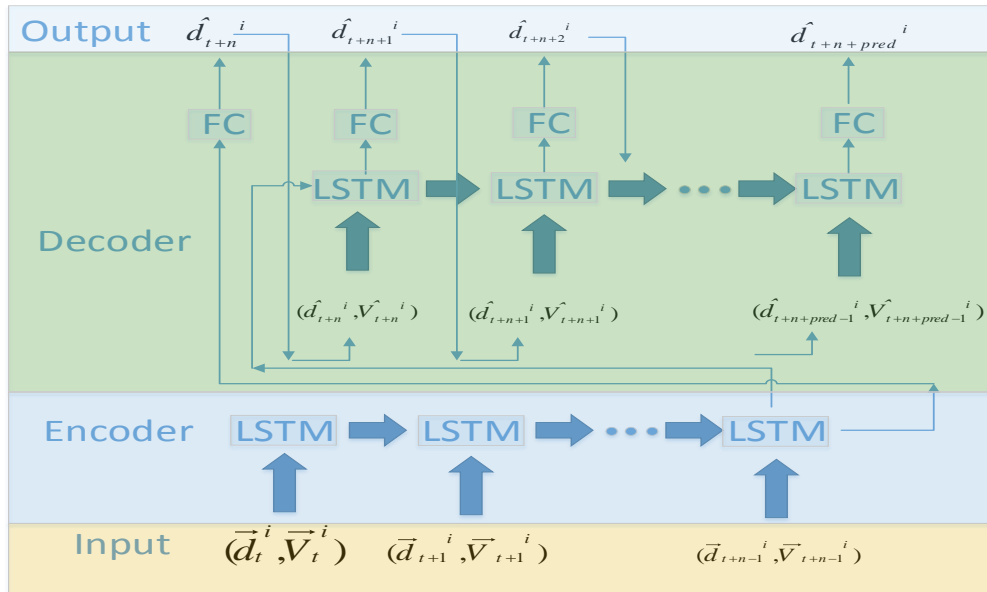 Output d̂_{t+n}^i d̂_{t+n+1}^i d̂_{t+n+2}^i d̂_{t+n+pred}^i
FC FC FC FC
LSTM LSTM ••• LSTM
Decoder
(d̂_{t+n}^i, V̂_{t+n}^i) (d̂_{t+n+1}^i, V̂_{t+n+1}^i) (d̂_{t+n+pred-1}^i, V̂_{t+n+pred-1}^i)
Encoder LSTM LSTM ••• LSTM
Input (d⃗_t^i, V⃗_t^i) (d⃗_{t+1}^i, V⃗_{t+1}^i) (d⃗_{t+n-1}^i, V⃗_{t+n-1}^i)